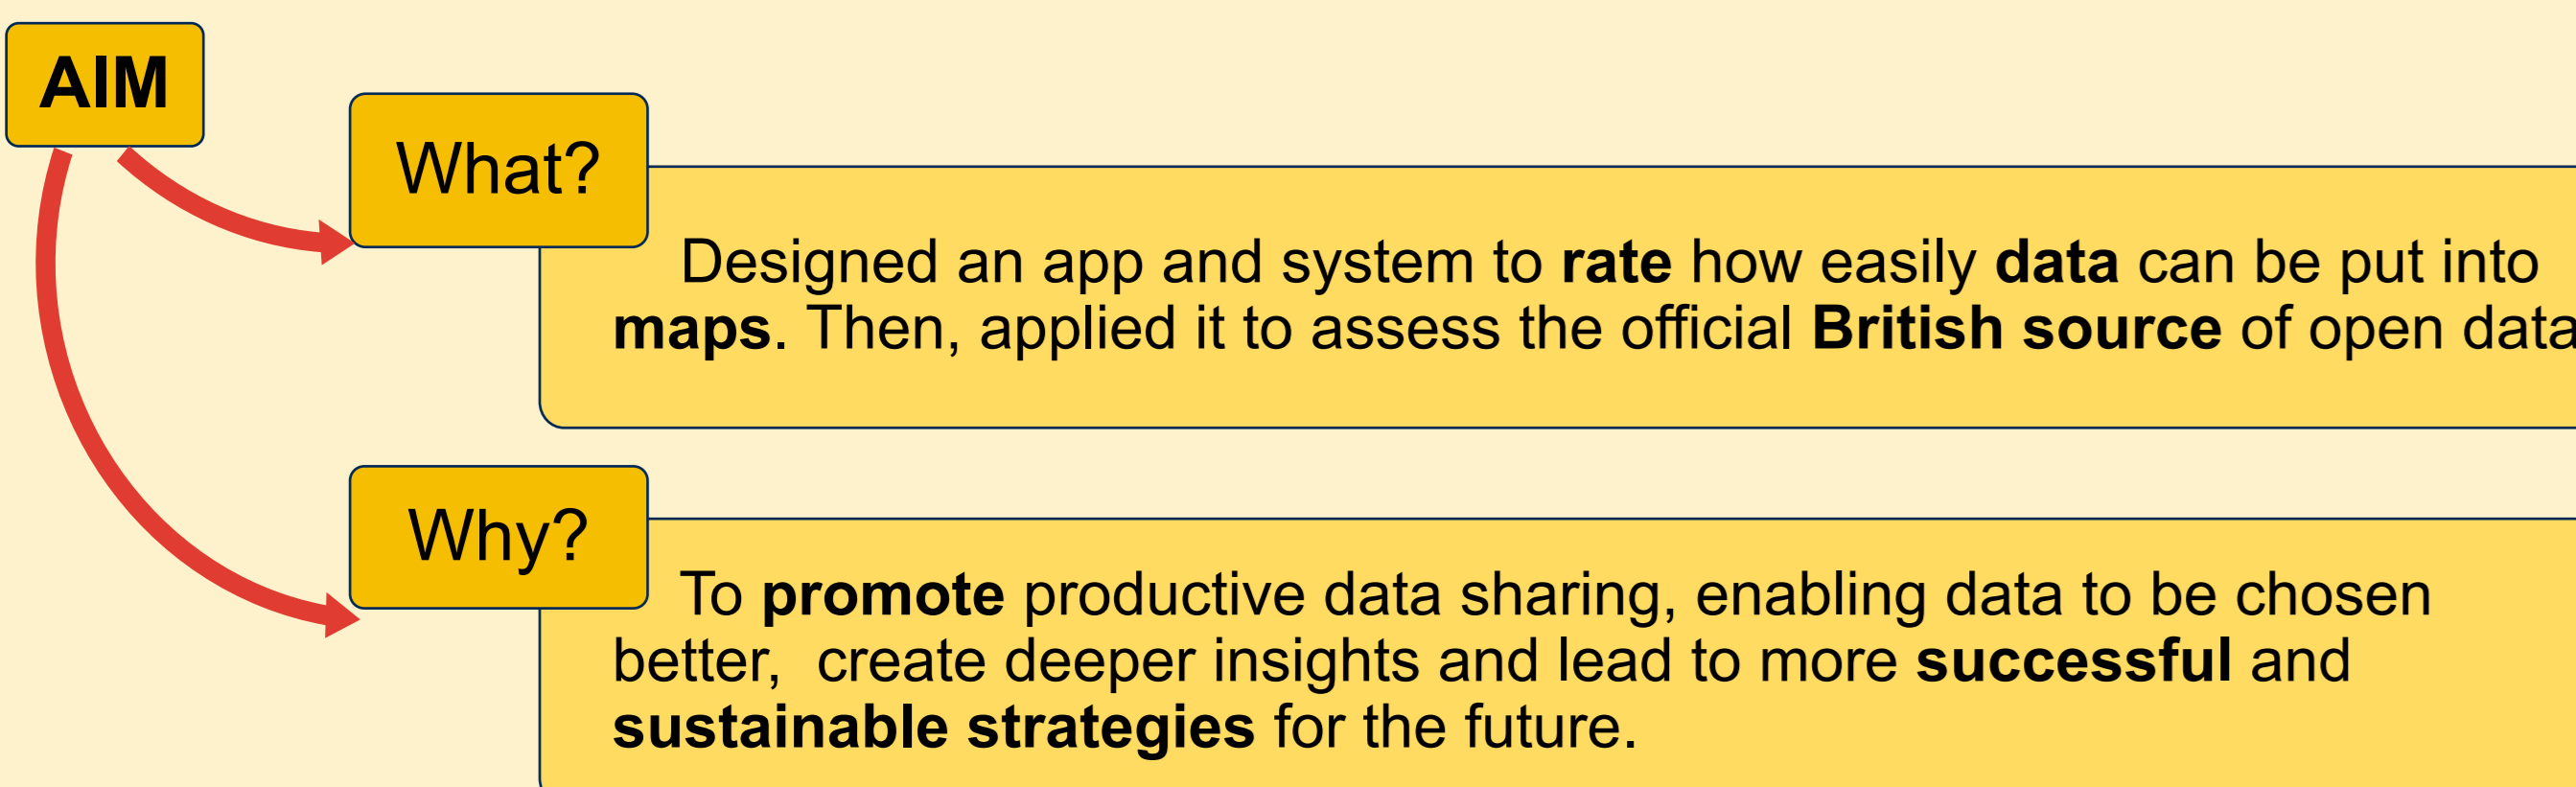 AIM
What?
Designed an app and system to rate how easily data can be put into
maps. Then, applied it to assess the official British source of open data
Why?
To promote productive data sharing, enabling data to be chosen
better,  create deeper insights and lead to more successful and
sustainable strategies for the future.